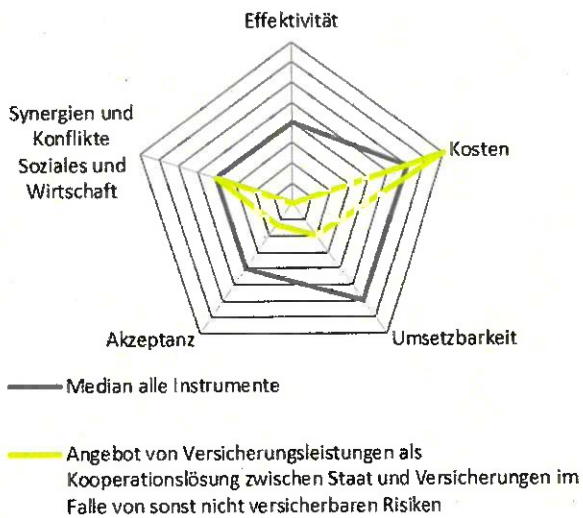 Effektivität
Synergien und
Konflikte
Soziales und
Wirtschaft
Kosten
Akzeptanz
Umsetzbarkeit
Median alle Instrumente
Angebot von Versicherungsleistungen als
Kooperationslösung zwischen Staat und Versicherungen im
Falle von sonst nicht versicherbaren Risiken